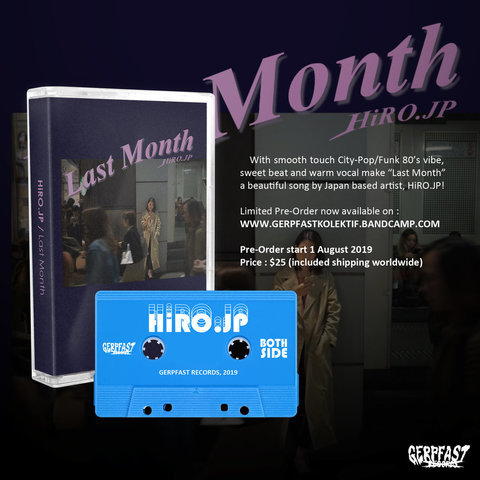 Month
HiRO.JP
Last Month
HiRO.JP
HiRO.JP / Last Month
With smooth touch City-Pop/Funk 80's vibe,
sweet beat and warm vocal make “Last Month”
a beautiful song by Japan based artist, HiRO.JP!
Limited Pre-Order now available on :
WWW.GERPFASTKOLEKTIF.BANDCAMP.COM
Pre-Order start 1 August 2019
Price : $25 (included shipping worldwide)
HiRO.JP
GERPFAST
RECORDS
BOTH
SIDE
GERPFAST RECORDS, 2019
GERPFAST
RECORDS